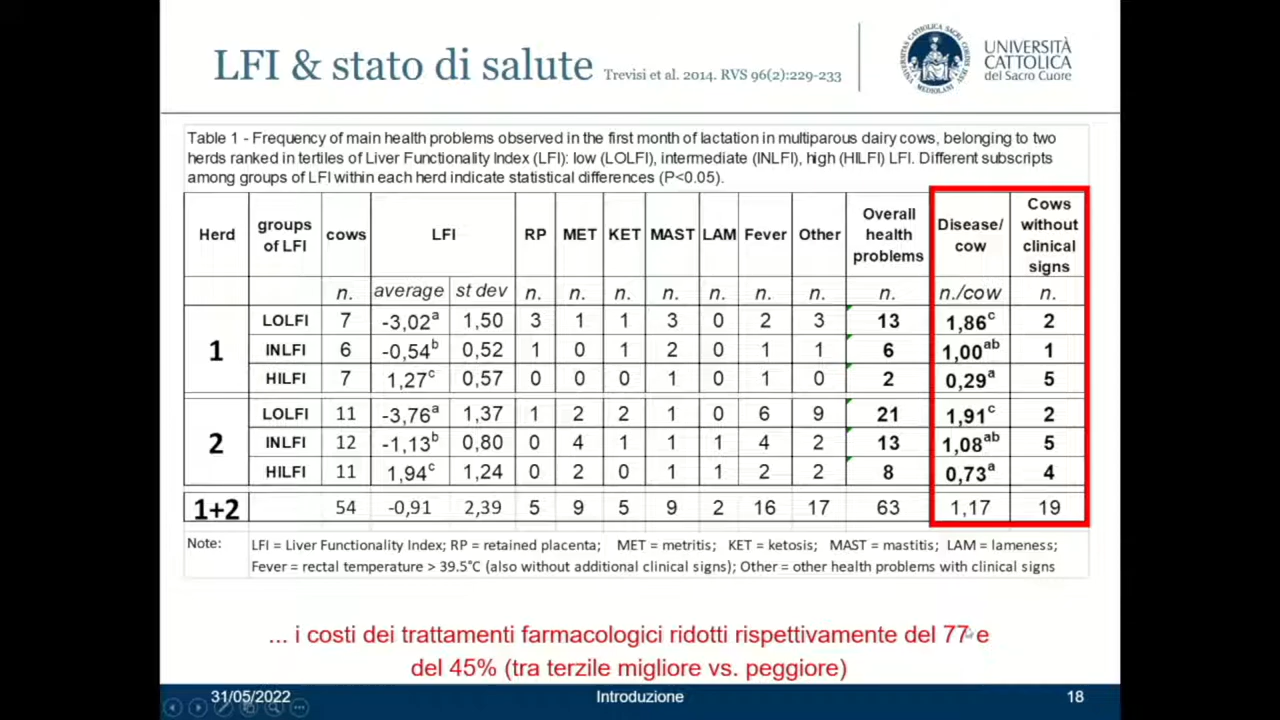 LFI & stato di salute Trevisi et al. 2014. RVS 96(2):229-233
UNIVERSITÀ
CATTOLICA
del Sacro Cuore
Table 1 - Frequency of main health problems observed in the first month of lactation in multiparous dairy cows, belonging to two
herds ranked in tertiles of Liver Functionality Index (LFI): low (LOLFI), intermediate (INLFI), high (HILFI) LFI. Different subscripts
among groups of LFI within each herd indicate statistical differences (P<0.05).
Herd groups of LFI cows LFI RP MET KET MAST LAM Fever Other Overall health problems Disease/ cow Cows without clinical signs
n. average st dev n. n. n. n. n. n. n. n. n./cow n.
1
LOLFI 7 -3,02ᵃ 1,50 3 1 1 3 0 2 3 13 1,86ᶜ 2
INLFI 6 -0,54ᵇ 0,52 1 0 1 2 0 1 1 6 1,00ᵃᵇ 1
HILFI 7 1,27ᶜ 0,57 0 0 0 1 0 1 0 2 0,29ᵃ 5
2
LOLFI 11 -3,76ᵃ 1,37 1 2 2 1 0 6 9 21 1,91ᶜ 2
INLFI 12 -1,13ᵇ 0,80 0 4 1 1 1 4 2 13 1,08ᵃᵇ 5
HILFI 11 1,94ᶜ 1,24 0 2 0 1 1 2 2 8 0,73ᵃ 4
1+2 54 -0,91 2,39 5 9 5 9 2 16 17 63 1,17 19
Note: LFI = Liver Functionality Index; RP = retained placenta; MET = metritis; KET = ketosis; MAST = mastitis; LAM = lameness;
Fever = rectal temperature > 39.5°C (also without additional clinical signs); Other = other health problems with clinical signs
... i costi dei trattamenti farmacologici ridotti rispettivamente del 77 e
del 45% (tra terzile migliore vs. peggiore)
31/05/2022 Introduzione 18